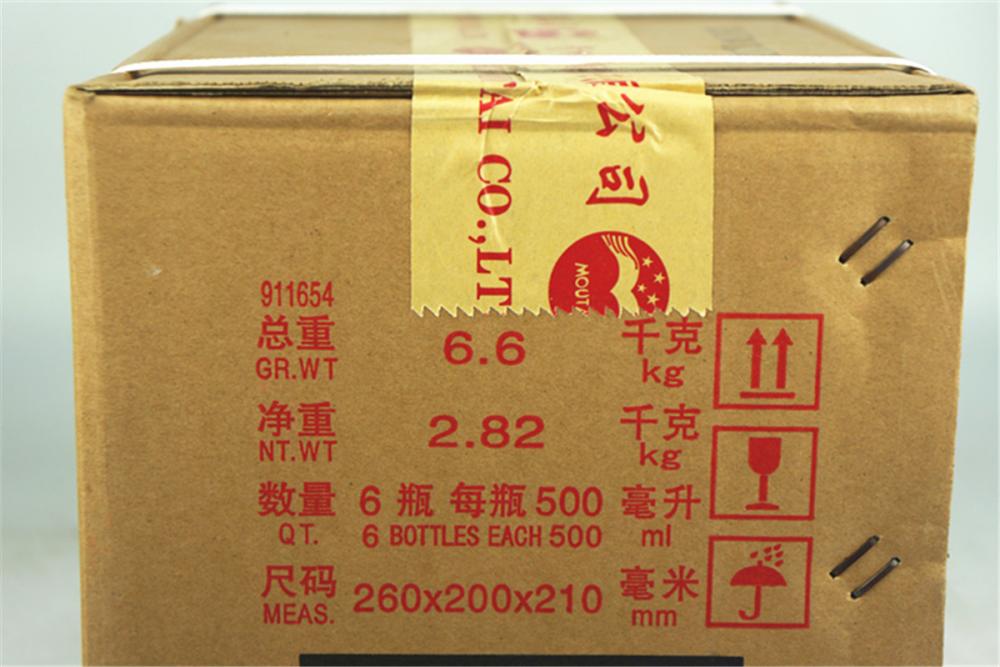 AI CO.,LT
公司
MOUT
911654
总重 6.6 千克
GR.WT kg
净重 2.82 千克
NT.WT kg
数量 6 瓶 每瓶 500 毫升
QT. 6 BOTTLES EACH 500 ml
尺码 260x200x210 毫米
MEAS. mm